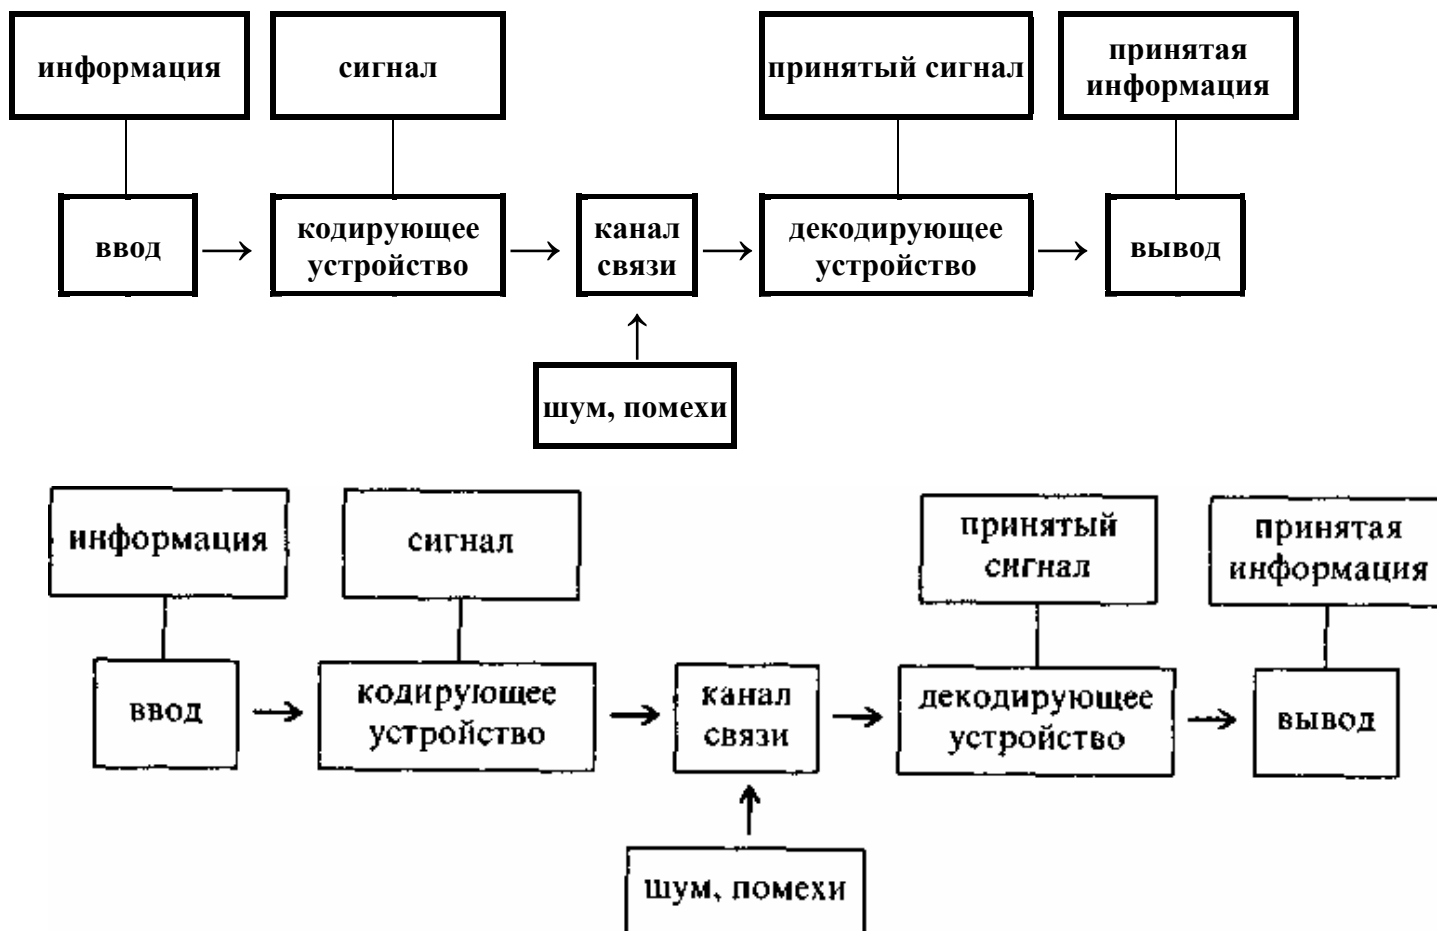 информация
сигнал
принятый сигнал
принятая
информация
ввод
кодирующее
устройство
канал
связи
декодирующее
устройство
вывод
шум, помехи
информация
сигнал
принятый
сигнал
принятая
информация
ввод
кодирующее
устройство
канал
связи
декодирующее
устройство
вывод
шум, помехи